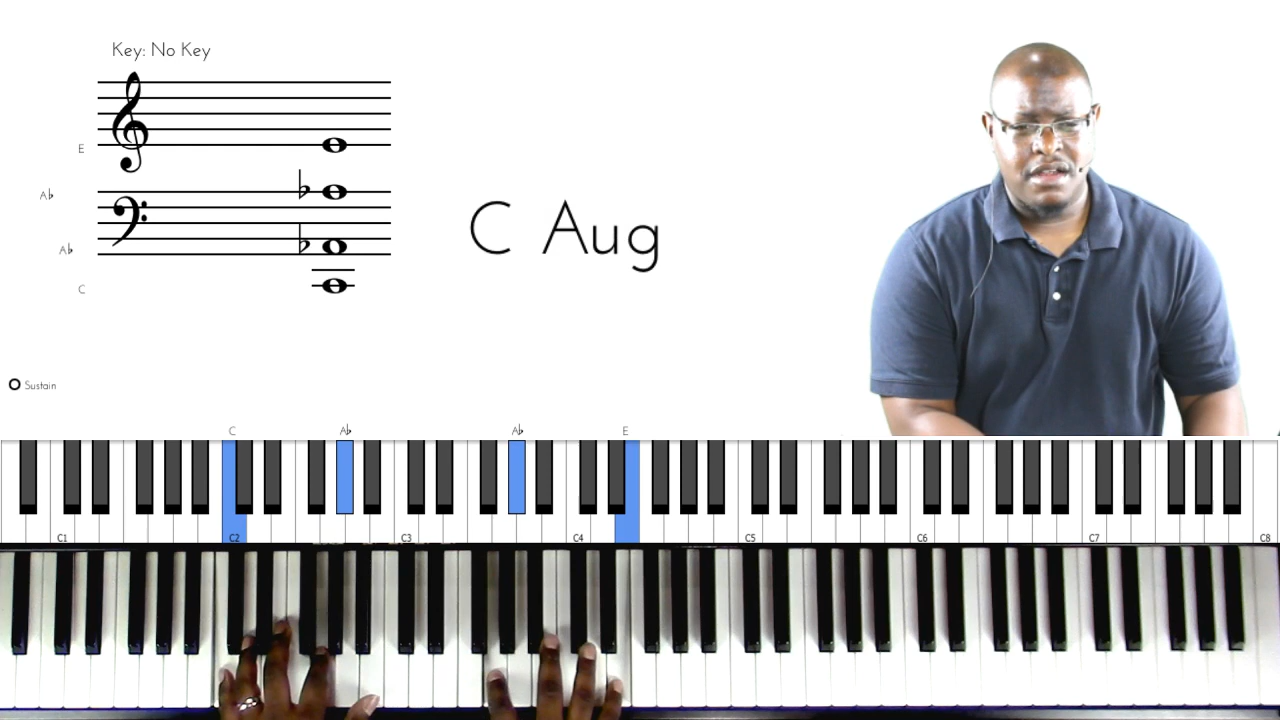 Key: No Key
E
A♭
A♭
C
C Aug
Sustain
C A♭ A♭ E
C1 C2 C3 C4 C5 C6 C7 C8